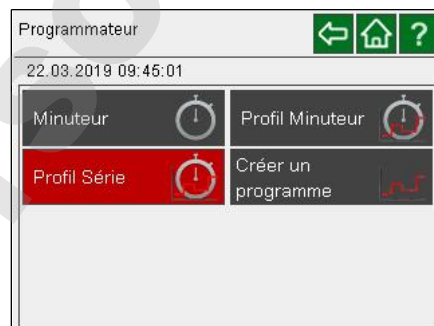 Programmateur
?
22.03.2019 09:45:01
Minuteur
Profil Minuteur
Profil Série
Créer un
programme